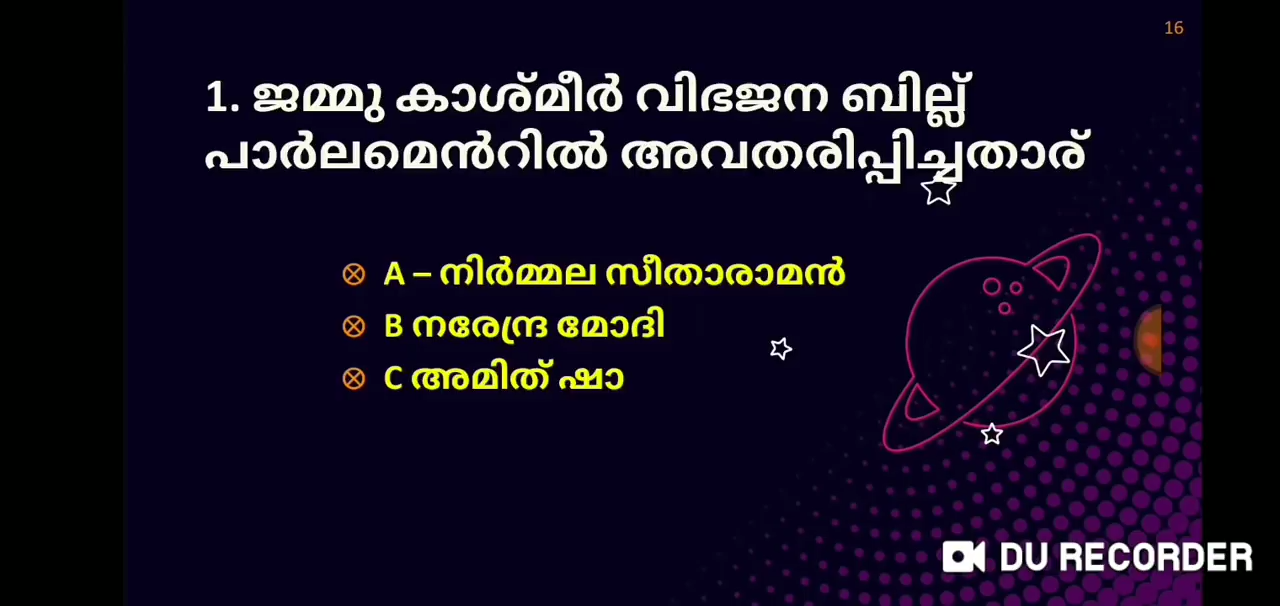 16
1. ജമ്മു കാശ്മീർ വിഭജന ബില്ല്
പാർലമെൻറിൽ അവതരിപ്പിച്ചതാര്
A – നിർമ്മല സീതാരാമൻ
B നരേന്ദ്ര മോദി
C അമിത് ഷാ
DU RECORDER